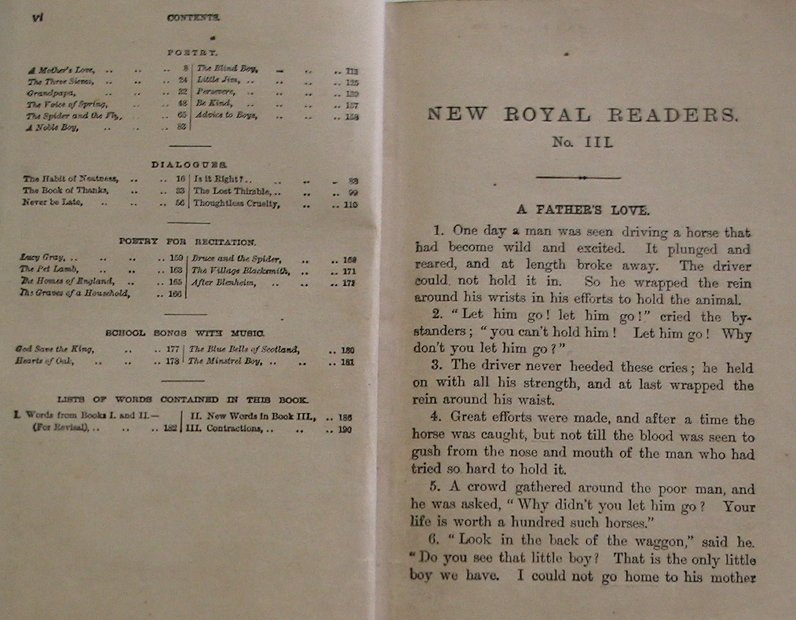 vi CONTENTS.
POETRY.
A Mother's Love, .. .. .. 8
The Three Sieves, .. .. 24
Grandpapa, .. .. .. 32
The Voice of Spring, .. .. 48
The Spider and the Fly, .. 65
A Noble Boy, .. .. .. 83
The Blind Boy, .. .. .. 113
Little Jim, .. .. .. .. 125
Persevere, .. .. .. ..
Be Kind, .. .. .. .. 157
Advice to Boys, .. .. .. 158
DIALOGUES.
The Habit of Neatness, .. .. 16
The Book of Thanks, .. .. 33
Never be Late, .. .. .. 56
Is it Right? .. .. .. .. 88
The Lost Thimble, .. .. .. 99
Thoughtless Cruelty, .. .. 110
POETRY FOR RECITATION.
Lucy Gray, .. .. .. .. 159
The Pet Lamb, .. .. .. 163
The Homes of England, .. .. 165
The Graves of a Household, .. 166
Bruce and the Spider, .. .. 169
The Village Blacksmith, .. .. 171
After Blenheim, .. .. ..
SCHOOL SONGS WITH MUSIC.
God Save the King, .. .. 177
Hearts of Oak, .. .. .. 178
The Blue Bells of Scotland, .. 180
The Minstrel Boy, .. .. .. 181
LISTS OF WORDS CONTAINED IN THIS BOOK.
I. Words from Books I. and II.—
(For Revisal), .. .. .. 182
II. New Words in Book III., .. 186
III. Contractions, .. .. .. 190
NEW ROYAL READERS.
No. III.
A FATHER'S LOVE.
1. One day a man was seen driving a horse that
had become wild and excited. It plunged and
reared, and at length broke away. The driver
could not hold it in. So he wrapped the rein
around his wrists in his efforts to hold the animal.
2. "Let him go! let him go!" cried the by-
standers; "you can't hold him! Let him go! Why
don't you let him go?"
3. The driver never heeded these cries; he held
on with all his strength, and at last wrapped the
rein around his waist.
4. Great efforts were made, and after a time the
horse was caught, but not till the blood was seen to
gush from the nose and mouth of the man who had
tried so hard to hold it.
5. A crowd gathered around the poor man, and
he was asked, "Why didn't you let him go? Your
life is worth a hundred such horses."
6. "Look in the back of the waggon," said he.
"Do you see that little boy? That is the only little
boy we have. I could not go home to his mother